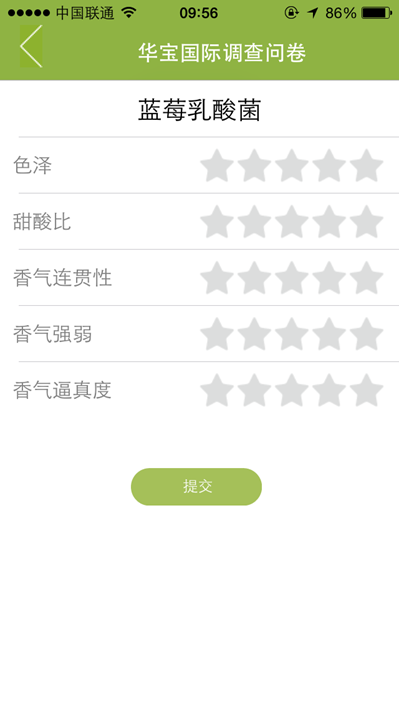 中国联通 09:56 86%
华宝国际调查问卷
蓝莓乳酸菌
色泽
甜酸比
香气连贯性
香气强弱
香气逼真度
提交